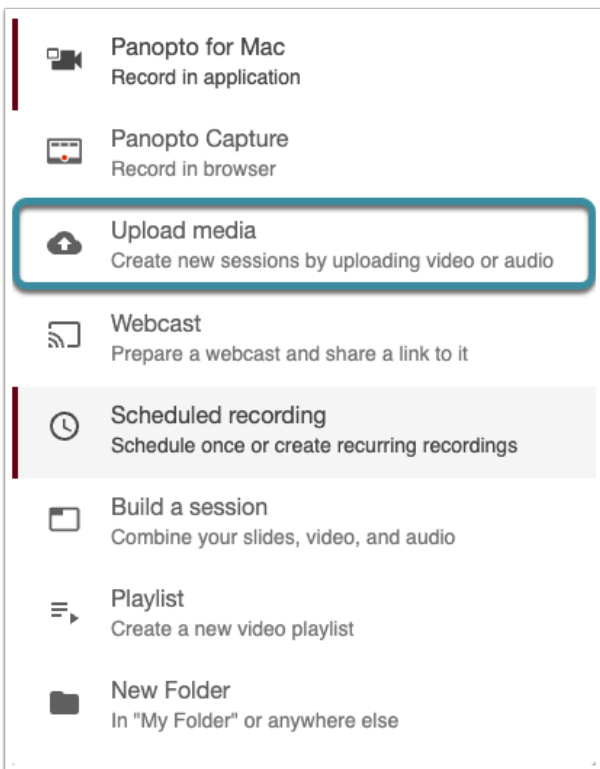 Panopto for Mac
Record in application
Panopto Capture
Record in browser
Upload media
Create new sessions by uploading video or audio
Webcast
Prepare a webcast and share a link to it
Scheduled recording
Schedule once or create recurring recordings
Build a session
Combine your slides, video, and audio
Playlist
Create a new video playlist
New Folder
In "My Folder" or anywhere else